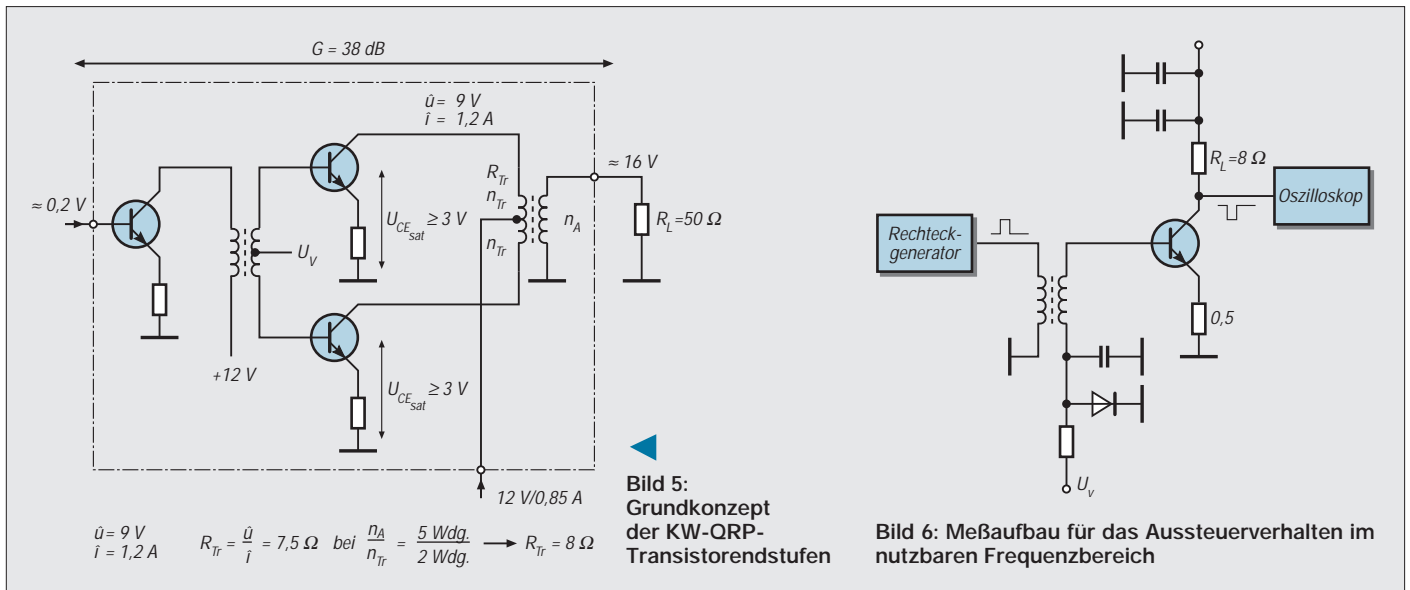 G = 38 dB
û = 9 V
î = 1,2 A
≈ 0,2 V
U_CEsat ≥ 3 V
R_Tr
n_Tr
n_Tr
n_A
≈ 16 V
R_L=50 Ω
U_V
+12 V
U_CEsat ≥ 3 V
12 V/0,85 A
û = 9 V
î = 1,2 A
R_Tr = û/î = 7,5 Ω bei n_A/n_Tr = 5 Wdg./2 Wdg. → R_Tr = 8 Ω
Bild 5:
Grundkonzept
der KW-QRP-
Transistorendstufen
R_L=8 Ω
Oszilloskop
Rechteck-
generator
0,5
U_v
Bild 6: Meßaufbau für das Aussteuerverhalten im
nutzbaren Frequenzbereich